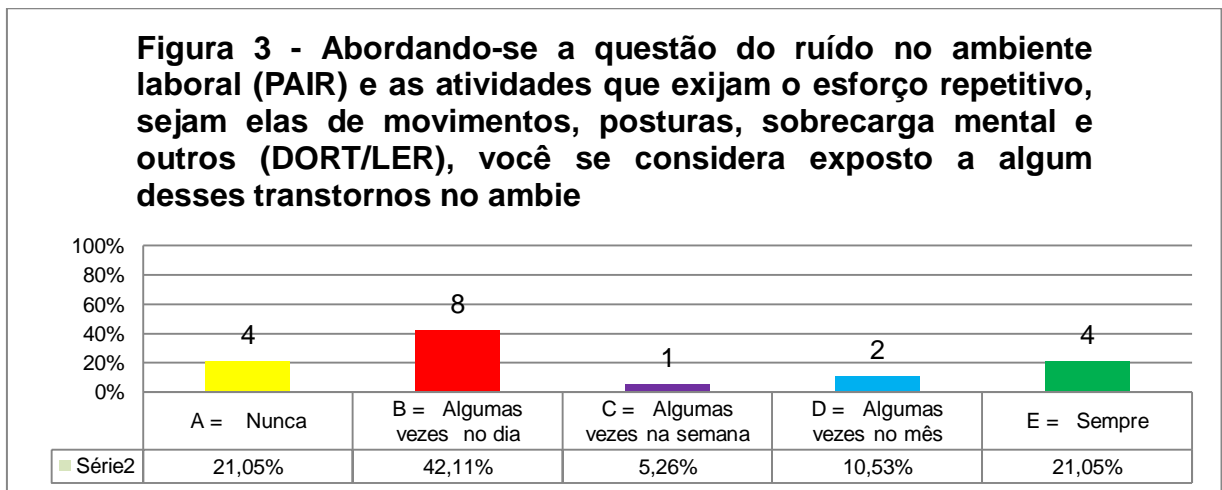 Figura 3 - Abordando-se a questão do ruído no ambiente
laboral (PAIR) e as atividades que exijam o esforço repetitivo,
sejam elas de movimentos, posturas, sobrecarga mental e
outros (DORT/LER), você se considera exposto a algum
desses transtornos no ambie
100%
80%
60%
40%
20%
0%
4
8
1
2
4
A = Nunca
B = Algumas
vezes no dia
C = Algumas
vezes na semana
D = Algumas
vezes no mês
E = Sempre
Série2 21,05% 42,11% 5,26% 10,53% 21,05%